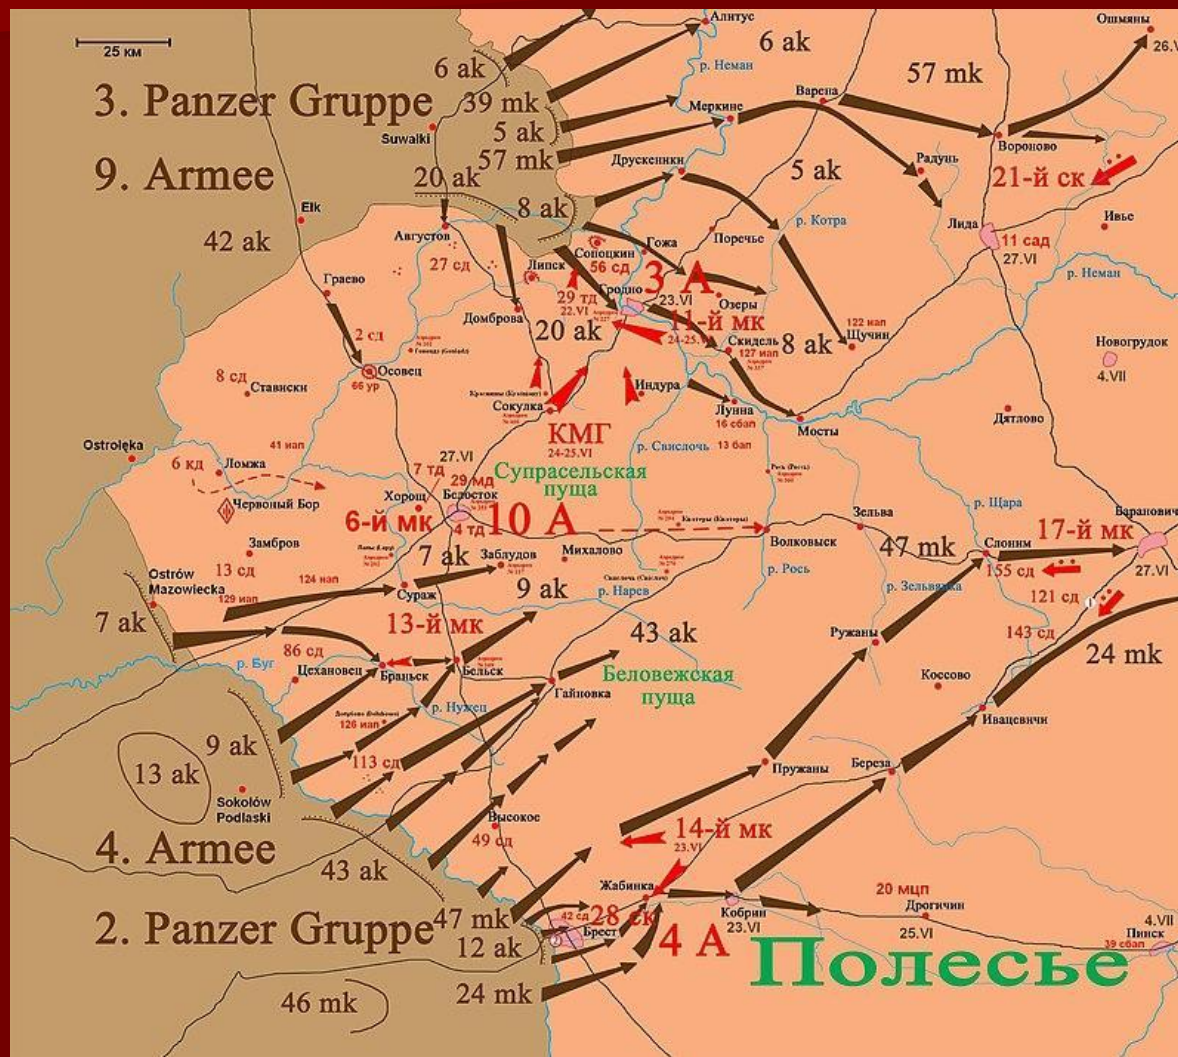 Алитус
Ошмяны
25 км
6 ak
р. Неман
6 ak
57 mk
26.V
3. Panzer Gruppe
39 mk
Меркине
Варена
Suwałki
5 ak
57 mk
Друскеники
Радунь
Вороново
9. Armee
20 ak
5 ak
21-й ск
8 ak
р. Котра
Ełk
Августов
Гожа
Поречье
Лида
Ивье
42 ak
27 сд
Липск
Сопоцкин
56 сд
11 сад
27.VI
р. Неман
Граево
29 тд
22.VI
Гродно
3 А
23.VI
Озеры
Домброва
20 ak
11-й мк
24-25.
122 иап
Щучин
2 сд
Скидель
127 иап
8 ak
Новогрудок
4.VII
Осовец
66 ур
8 сд
Стависки
Индура
Сокулка
Лунна
16 сбап
Мосты
Дятлово
КМГ
24-25.VI
Ostrołęka
41 иап
27.VI
р. Свислочь
13 бап
6 кд
Ломжа
7 тд
29 мд
Супрасельская
пуща
Рось (Рось)
Червоный Бор
Хорощ
Белосток
р. Щара
6-й мк
4 тд
10 А
Зельва
Баранович
Волковыск
17-й мк
Замбров
7 ak
Заблудов
Михалово
47 mk
Слоним
Ostrów
Mazowiecka
13 сд
124 иап
р. Рось
155 сд
27.VI
129 иап
Сураж
9 ak
р. Нарев
р. Зельвянка
121 сд
7 ak
13-й мк
43 ak
Ружаны
143 сд
86 сд
24 mk
р. Буг
Цехановец
Браньск
Бельск
Беловежская
пуща
Коссово
Гайновка
р. Нужец
Ивацевичи
126 иап
9 ak
113 сд
13 ak
Пружаны
Береза
Sokołów
Podlaski
Высокое
49 сд
14-й мк
23.VI
4. Armee
43 ak
Жабинка
20 мцп
47 mk
42 сд
28 ск
Кобрин
23.VI
Дрогичин
25.VI
4.VII
Пинск
39 сбап
2. Panzer Gruppe
12 ak
Брест
4 А
Полесье
46 mk
24 mk